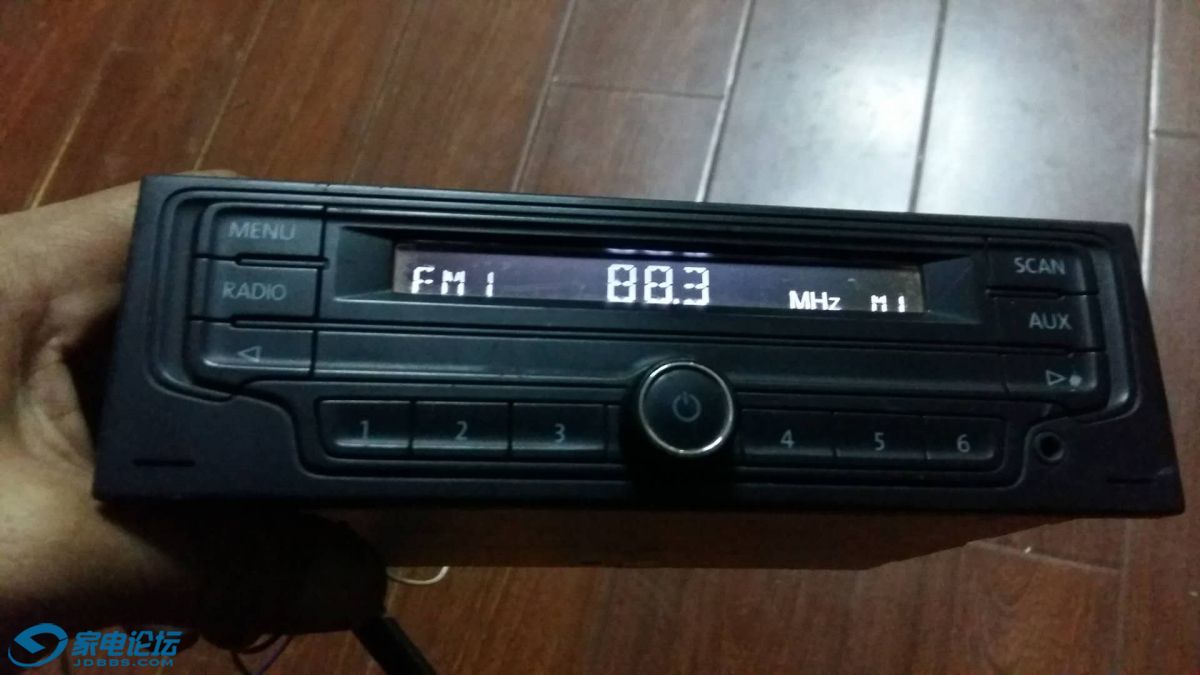 MENU
FM1 88.3 MHz M1
SCAN
RADIO
AUX
1 2 3 4 5 6
家电论坛
JDBBS.COM